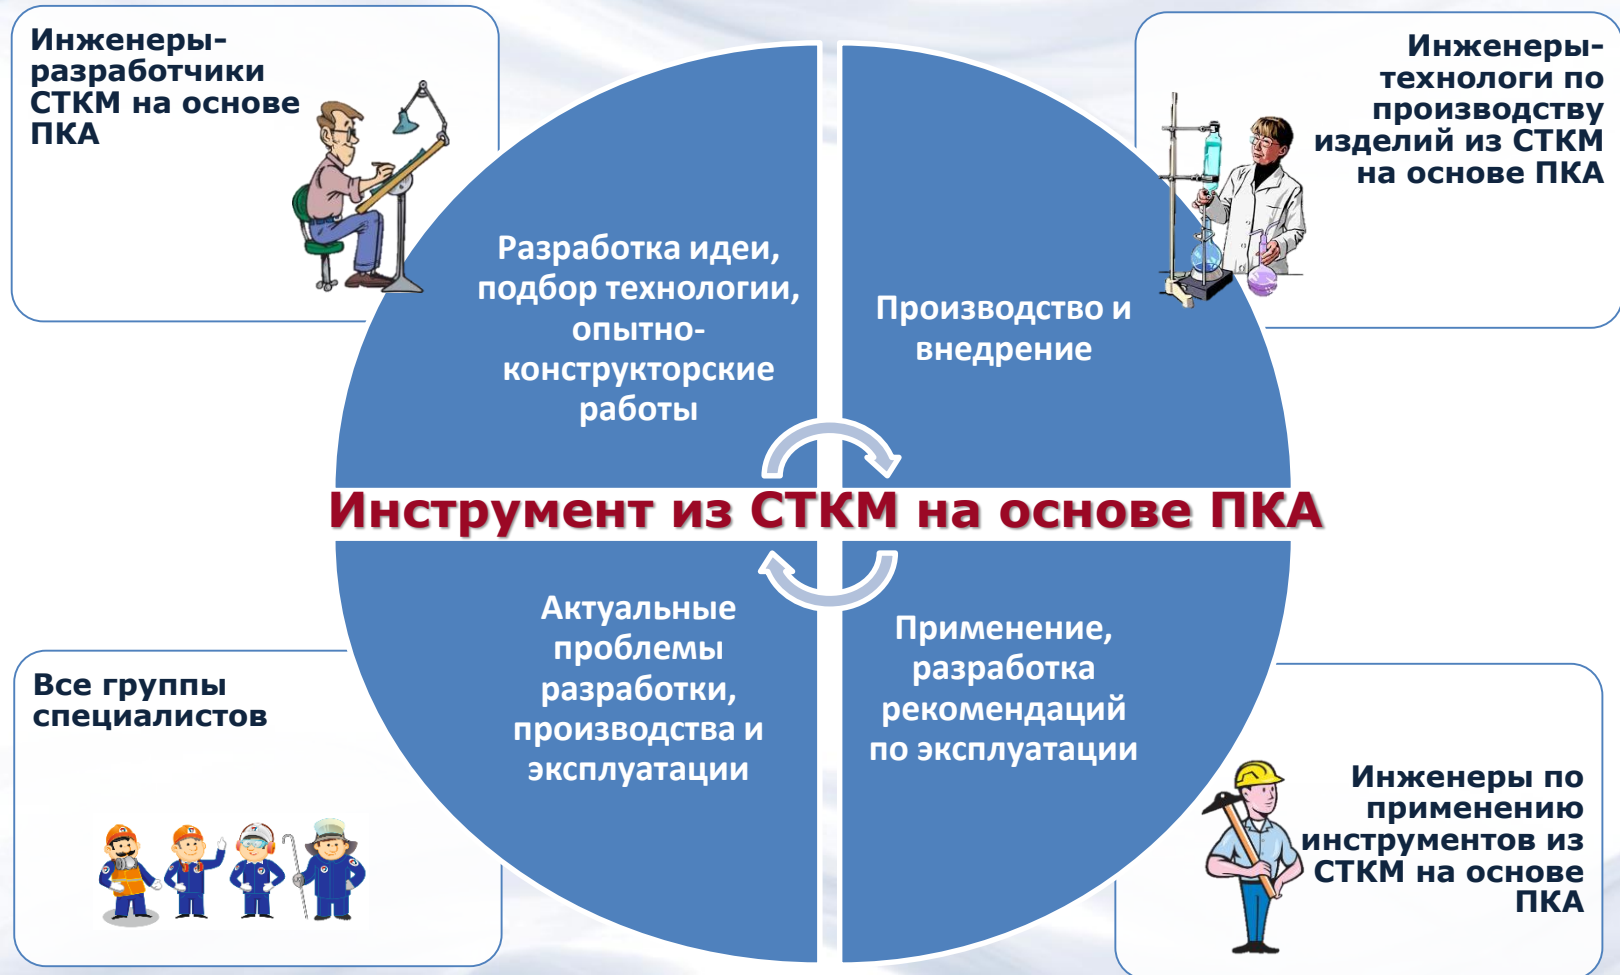 Инженеры-
разработчики
СТКМ на основе
ПКА
Инженеры-
технологи по
производству
изделий из СТКМ
на основе ПКА
Разработка идеи,
подбор технологии,
опытно-
конструкторские
работы
Производство и
внедрение
Инструмент из СТКМ на основе ПКА
Актуальные
проблемы
разработки,
производства и
эксплуатации
Применение,
разработка
рекомендаций
по эксплуатации
Все группы
специалистов
Инженеры по
применению
инструментов из
СТКМ на основе
ПКА